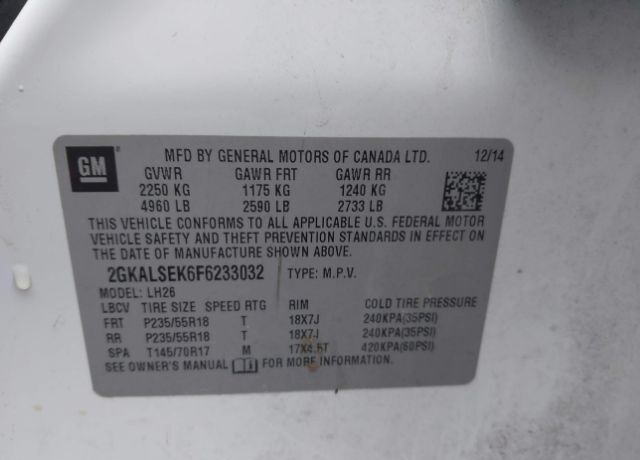 GM
MFD BY GENERAL MOTORS OF CANADA LTD. 12/14
GVWR GAWR FRT GAWR RR
2250 KG 1175 KG 1240 KG
4960 LB 2590 LB 2733 LB
THIS VEHICLE CONFORMS TO ALL APPLICABLE U.S. FEDERAL MOTOR
VEHICLE SAFETY AND THEFT PREVENTION STANDARDS IN EFFECT ON
THE DATE OF MANUFACTURE SHOWN ABOVE.
2GKALSEK6F6233032 TYPE: M.P.V.
MODEL: LH26
LBCV TIRE SIZE SPEED RTG RIM COLD TIRE PRESSURE
FRT P235/55R18 T 18X7J 240KPA(35PSI)
RR P235/55R18 T 18X7J 240KPA(35PSI)
SPA T145/70R17 M 17X4.5T 420KPA(60PSI)
SEE OWNER'S MANUAL FOR MORE INFORMATION.